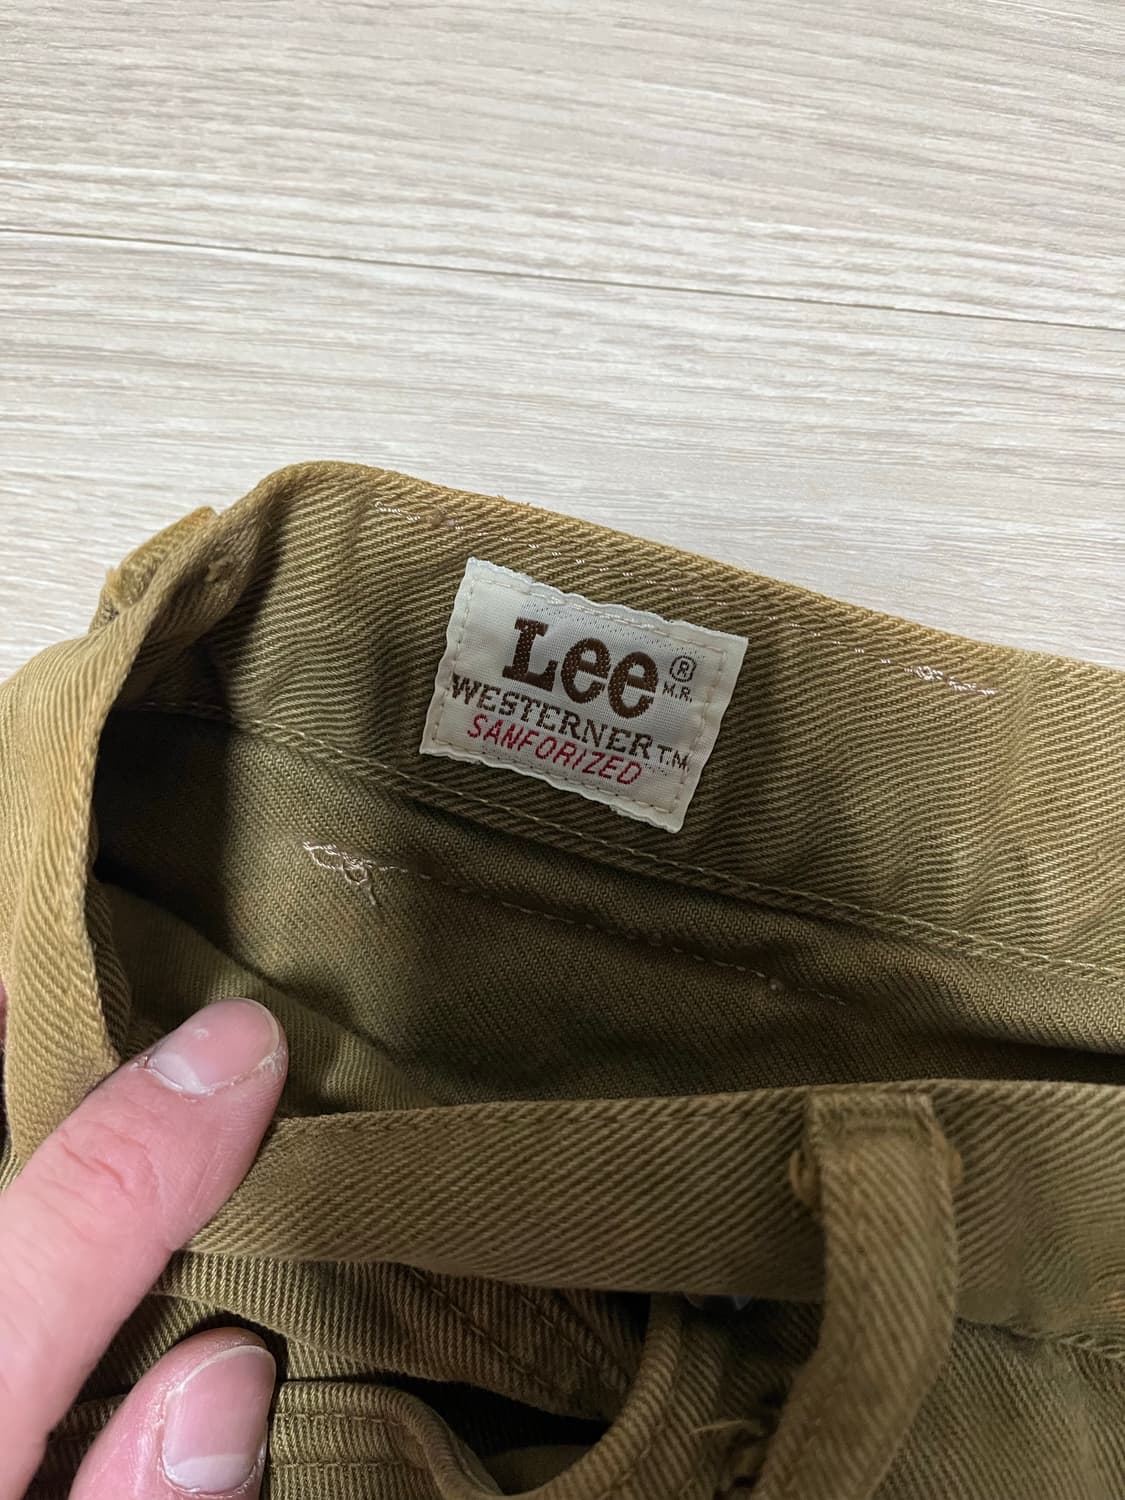 Lee ®
M.R.
WESTERNER T.M.
SANFORIZED